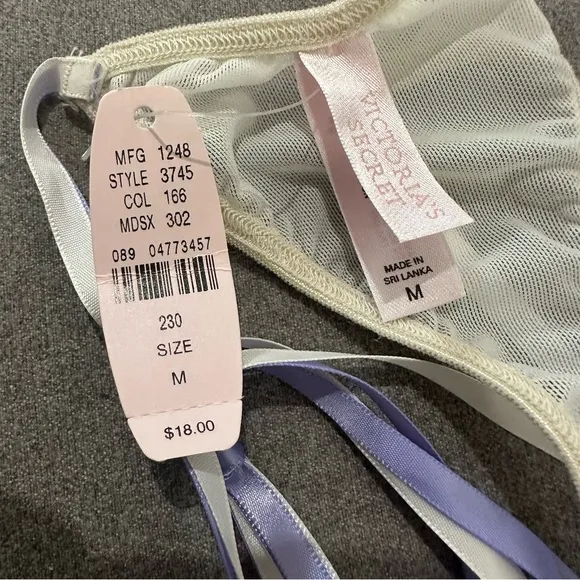 MFG 1248
STYLE 3745
COL 166
MDSX 302
089 04773457
230
SIZE
M
$18.00
VICTORIA'S
SECRET
MADE IN
SRI LANKA
M